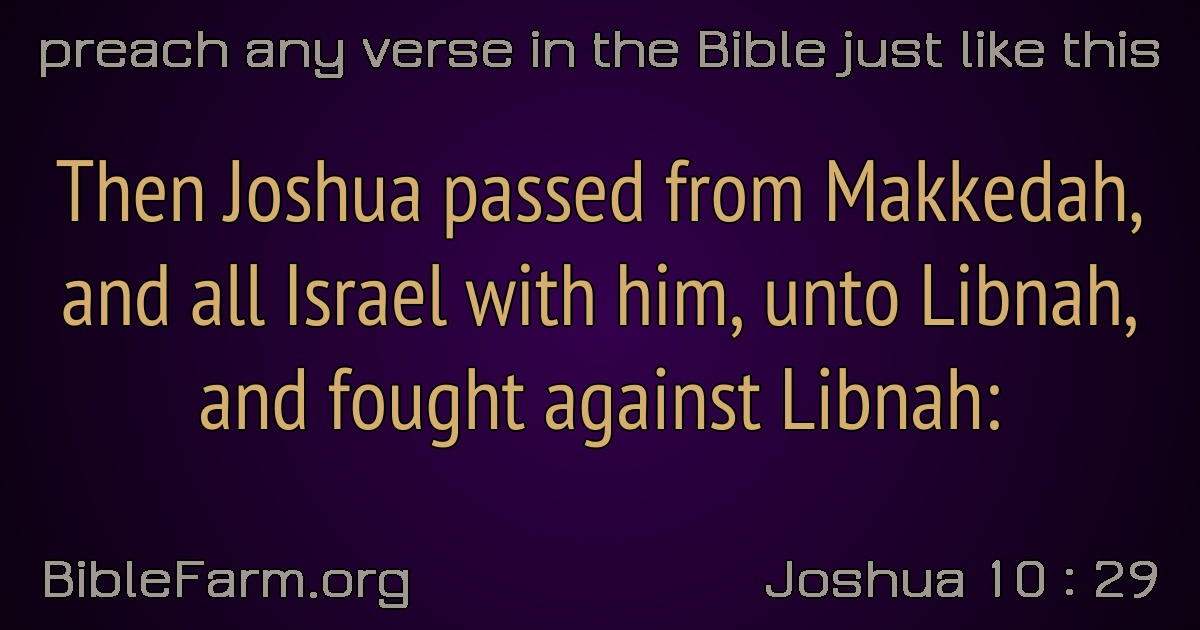 preach any verse in the Bible just like this
Then Joshua passed from Makkedah,
and all Israel with him, unto Libnah,
and fought against Libnah:
BibleFarm.org
Joshua 10 : 29